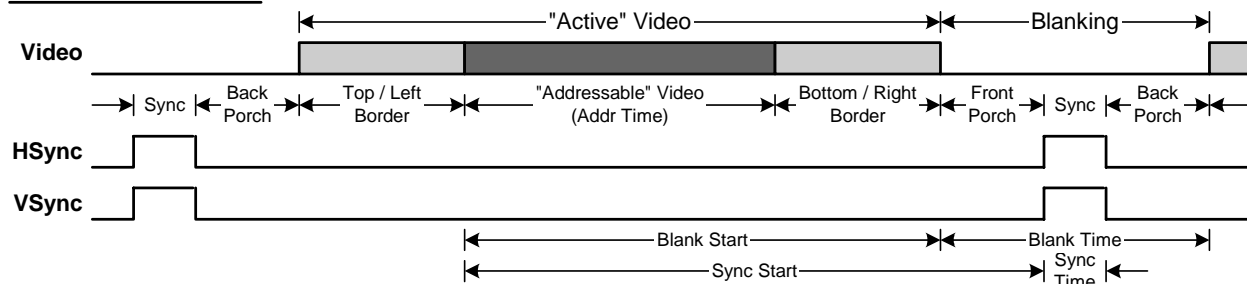 "Active" Video
Blanking
Video
Sync
Back Porch
Top / Left Border
"Addressable" Video (Addr Time)
Bottom / Right Border
Front Porch
Sync
Back Porch
HSync
VSync
Blank Start
Blank Time
Sync Start
Sync Time